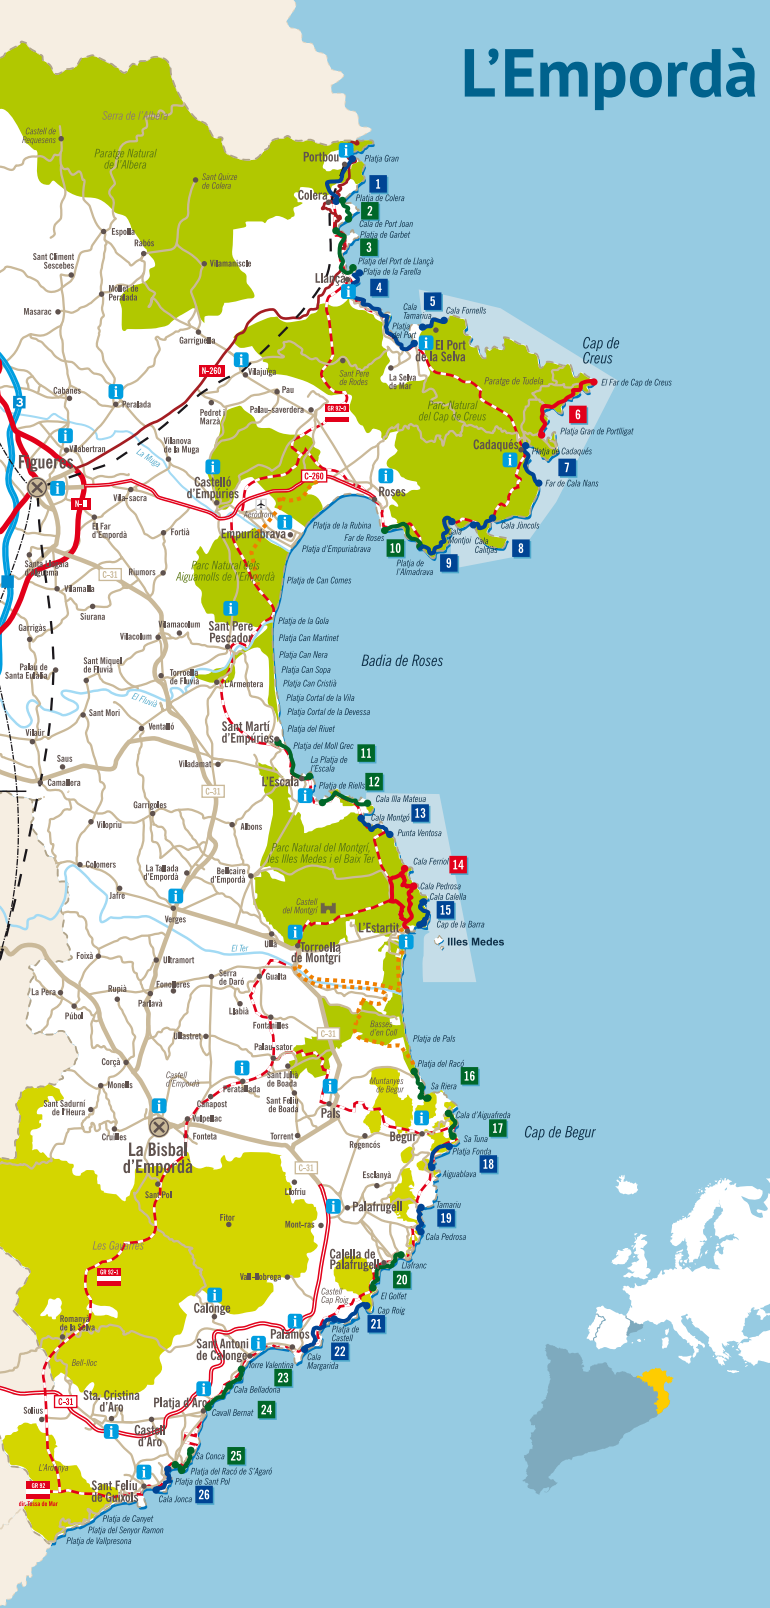 L'Empordà
Serra de l'Albera
Castell de
Requesens
Paratge Natural
de l'Albera
Sant Quirze
de Colera
Portbou
Platja Gran
1
Colera
Platja de Colera
2
Cala de Port Joan
Platja de Garbet
3
Espolla
Rabós
Sant Climent
Sescebes
Vilamaniscle
Platja del Port de Llançà
Platja de la Farella
Llançà
4
Mollet de
Peralada
Masarac
5
Cala
Tamariua
Cala Fornells
Platja
del Port
Garriguella
El Port
de la Selva
Cap de
Creus
N-260
Vilajuïga
Sant Pere
de Rodes
La Selva
de Mar
Paratge de Tudela
El Far de Cap de Creus
3
Cabanes
Peralada
Pau
Pedret i
Marzà
Palau-saverdera
GR 92-0
Parc Natural
del Cap de Creus
6
Platja Gran de Portlligat
Vilabertran
Vilanova
de la Muga
La Muga
Cadaqués
Platja de Cadaqués
7
Figueres
Castelló
d'Empúries
C-260
Roses
Far de Cala Nans
Vila-sacra
N-II
Aeròdrom
El Far
d'Empordà
Fortià
Empuriabrava
Platja de la Rubina
Far de Roses
Platja d'Empuriabrava
Cala Jóncols
Cala
Montjoi
Cala
Calitjàs
8
9
10
Platja de
l'Almadrava
Santa Llogaia
d'Àlguema
C-31
Riumors
Parc Natural dels
Aiguamolls de l'Empordà
Platja de Can Comes
Vilamalla
Siurana
Garrigàs
Vilamacolum
Vilacolum
Sant Pere
Pescador
Platja de la Gola
Platja Can Martinet
Platja Can Nera
Platja Can Sopa
Platja Can Cristià
Platja Cortal de la Vila
Platja Cortal de la Devessa
Badia de Roses
Palau de
Santa Eulàlia
Sant Miquel
de Fluvià
Torroella
de Fluvià
L'Armentera
El Fluvià
Sant Mori
Ventalló
Vilaür
Sant Martí
d'Empúries
Platja del Riuet
Platja del Moll Grec
11
Saus
Viladamat
La Platja de
l'Escala
Camallera
L'Escala
Platja de Riells
12
C-31
Garrigoles
Cala Illa Mateua
Cala Montgó
13
Vilopriu
Albons
Punta Ventosa
Parc Natural del Montgrí,
les Illes Medes i el Baix Ter
Colomers
La Tallada
d'Empordà
Bellcaire
d'Empordà
Cala Ferriol
14
Cala Pedrosa
Cala Calella
Jafre
Castell
del Montgrí
15
Verges
L'Estartit
Cap de la Barra
Illes Medes
El Ter
Ullà
Torroella
de Montgrí
Foixà
Ultramort
La Pera
Rupià
Fonolleres
Serra
de Daró
Gualta
Parlavà
Púbol
Llabià
Fontanilles
Ullastret
C-31
Basses
d'en Coll
Platja de Pals
Corçà
Palau-sator
Castell
d'Empordà
Sant Julià
de Boada
Platja del Racó
16
Monells
Peratallada
Sant Feliu
de Boada
Muntanyes
de Begur
Sa Riera
Sant Sadurní
de l'Heura
Canapost
Pals
Cala d'Aiguafreda
Cruïlles
Vulpellac
Fonteta
Torrent
Regencós
Begur
17
Sa Tuna
Cap de Begur
La Bisbal
d'Empordà
Platja Fonda
18
C-31
Aiguablava
Sant Pol
Llofriu
Esclanyà
Fitor
Mont-ras
Palafrugell
Tamariu
19
Cala Pedrosa
Les Gavarres
Calella de
Palafrugell
Llafranc
GR 92-1
Vall-llobrega
20
El Golfet
Castell
Cap Roig
Cap Roig
Calonge
21
Romanyà
de la Selva
Palamós
Platja de
Castell
22
Sant Antoni
de Calonge
Cala
Margarida
Bell-lloc
Torre Valentina
23
Cala Belladona
C-31
Sta. Cristina
d'Aro
Platja d'Aro
Cavall Bernat
24
Solius
Castell
d'Aro
Sa Conca
25
L'Ardenya
Platja del Racó de S'Agaró
Platja de Sant Pol
GR 92
dir. Tossa de Mar
Sant Feliu
de Guíxols
Cala Jonca
26
Platja de Canyet
Platja del Senyor Ramon
Platja de Vallpresona